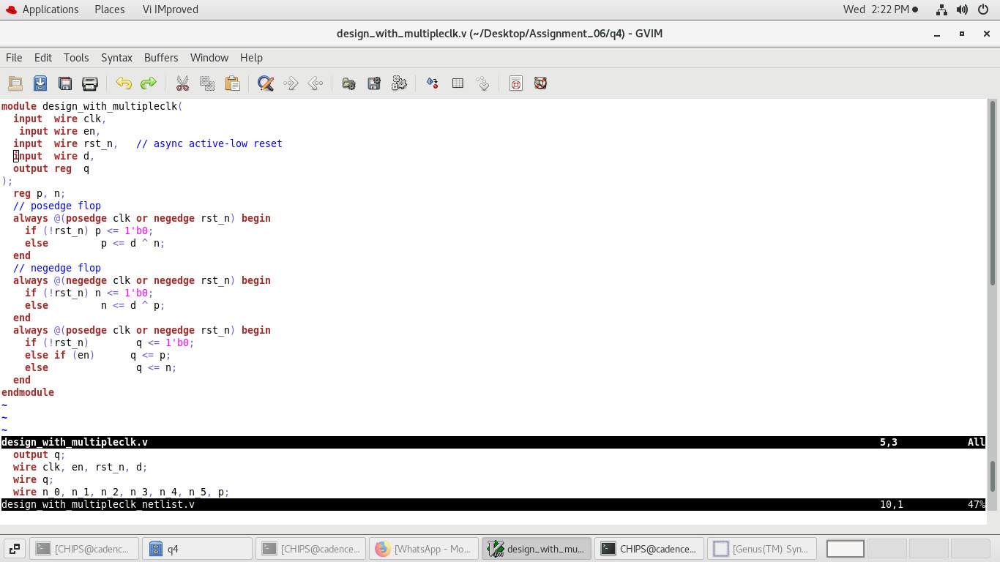 Applications Places Vi IMproved Wed 2:22 PM
design_with_multipleclk.v (~/Desktop/Assignment_06/q4) - GVIM
File Edit Tools Syntax Buffers Window Help
module design_with_multipleclk(
  input  wire clk,
   input wire en,
  input  wire rst_n,   // async active-low reset
  input  wire d,
  output reg  q
);
  reg p, n;
  // posedge flop
  always @(posedge clk or negedge rst_n) begin
    if (!rst_n) p <= 1'b0;
    else         p <= d ^ n;
  end
  // negedge flop
  always @(negedge clk or negedge rst_n) begin
    if (!rst_n) n <= 1'b0;
    else         n <= d ^ p;
  end
  always @(posedge clk or negedge rst_n) begin
    if (!rst_n)        q <= 1'b0;
    else if (en)      q <= p;
    else               q <= n;
  end
endmodule
~
~
~
design_with_multipleclk.v 5,3 All
  output q;
  wire clk, en, rst_n, d;
  wire q;
  wire n_0, n_1, n_2, n_3, n_4, n_5, p;
design_with_multipleclk_netlist.v 10,1 47%
[CHIPS@cadenc... q4 [CHIPS@cadence... [WhatsApp - Mo... design_with_mu... CHIPS@cadence... [Genus(TM) Syn...